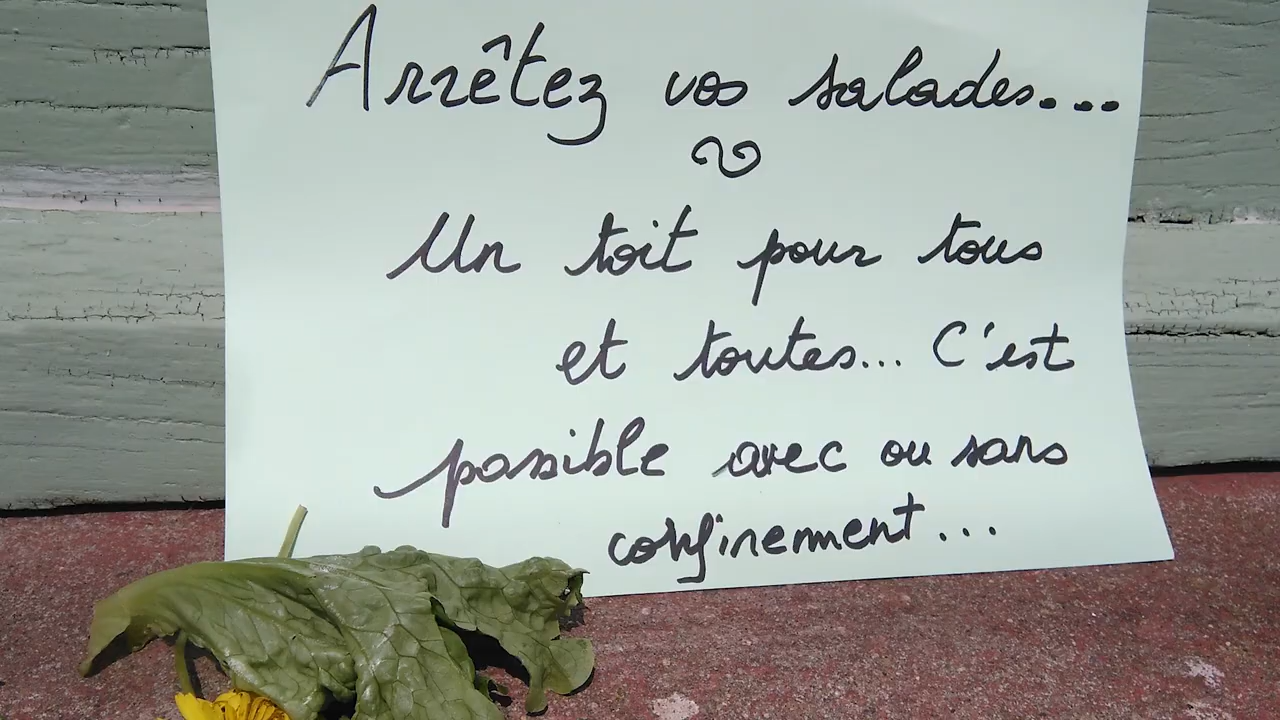 Arrêtez vos salades...
Un toit pour tous
et toutes... C'est
possible avec ou sans
confinement...